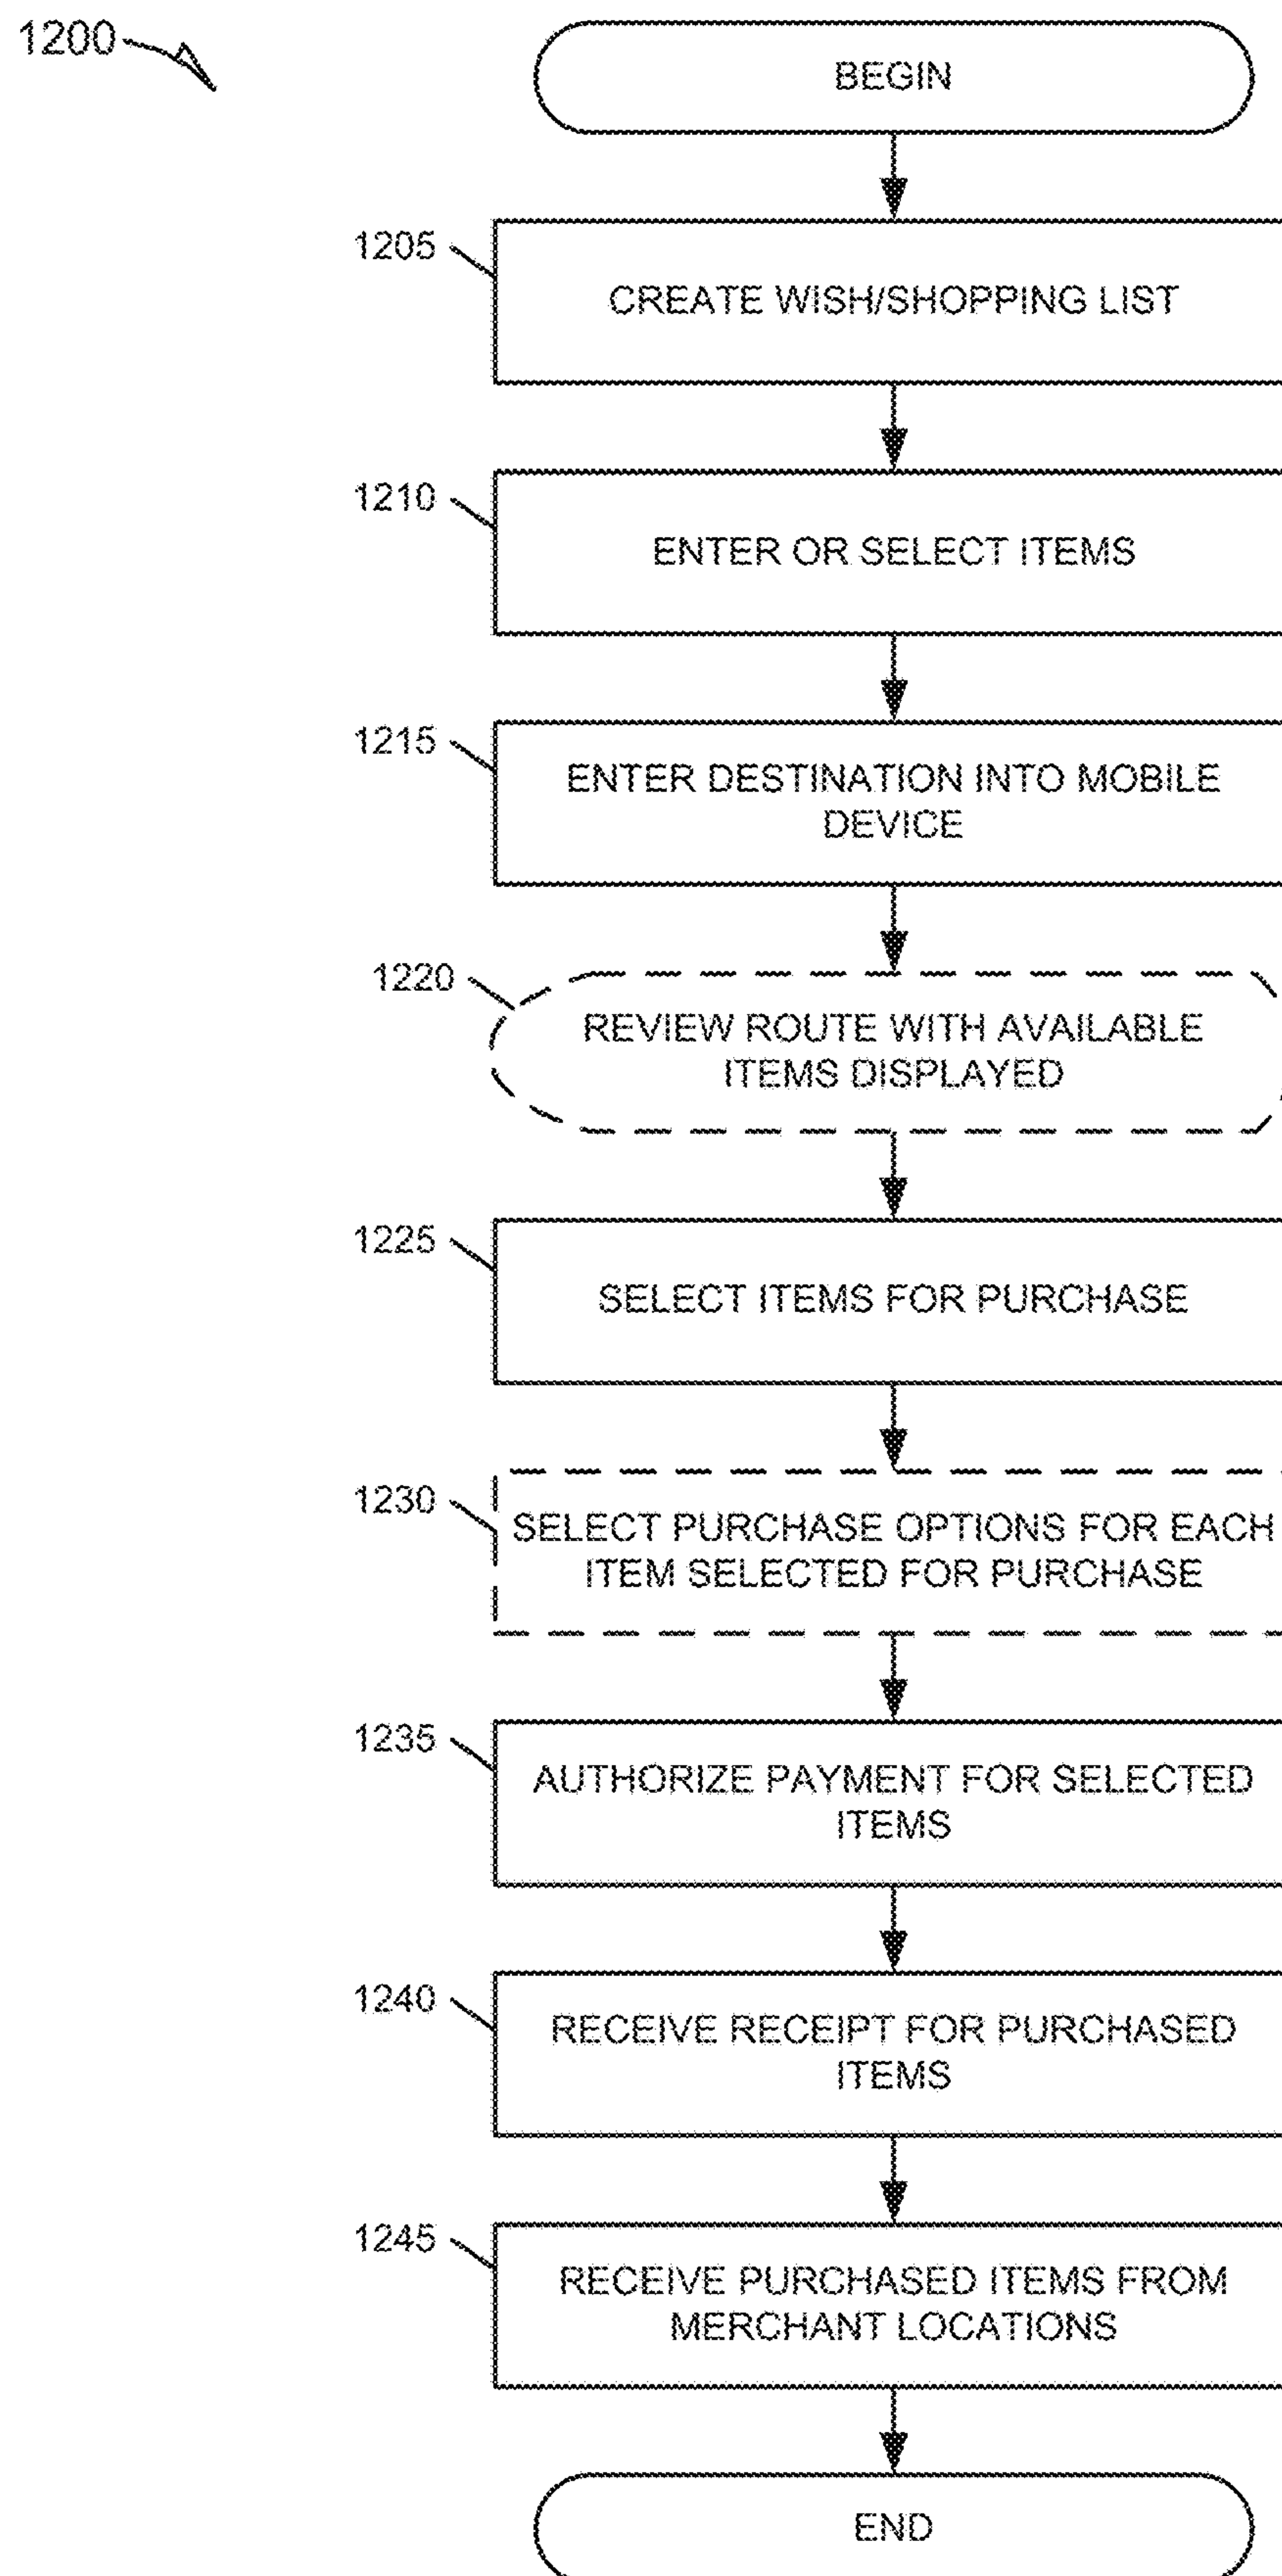 1200
BEGIN
1205
CREATE WISH/SHOPPING LIST
1210
ENTER OR SELECT ITEMS
1215
ENTER DESTINATION INTO MOBILE
DEVICE
1220
REVIEW ROUTE WITH AVAILABLE
ITEMS DISPLAYED
1225
SELECT ITEMS FOR PURCHASE
1230
SELECT PURCHASE OPTIONS FOR EACH
ITEM SELECTED FOR PURCHASE
1235
AUTHORIZE PAYMENT FOR SELECTED
ITEMS
1240
RECEIVE RECEIPT FOR PURCHASED
ITEMS
1245
RECEIVE PURCHASED ITEMS FROM
MERCHANT LOCATIONS
END